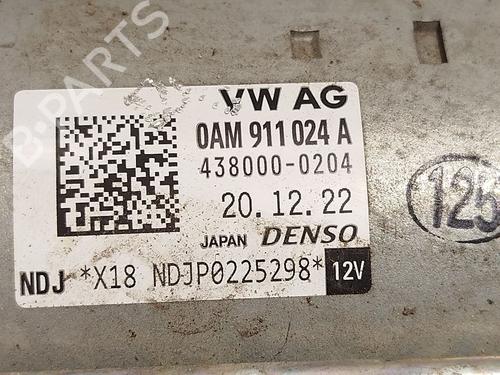 B-PARTS
VW AG
0AM 911 024 A
438000-0204
20.12.22
JAPAN DENSO
NDJ *X18 NDJP0225298* 12V
125